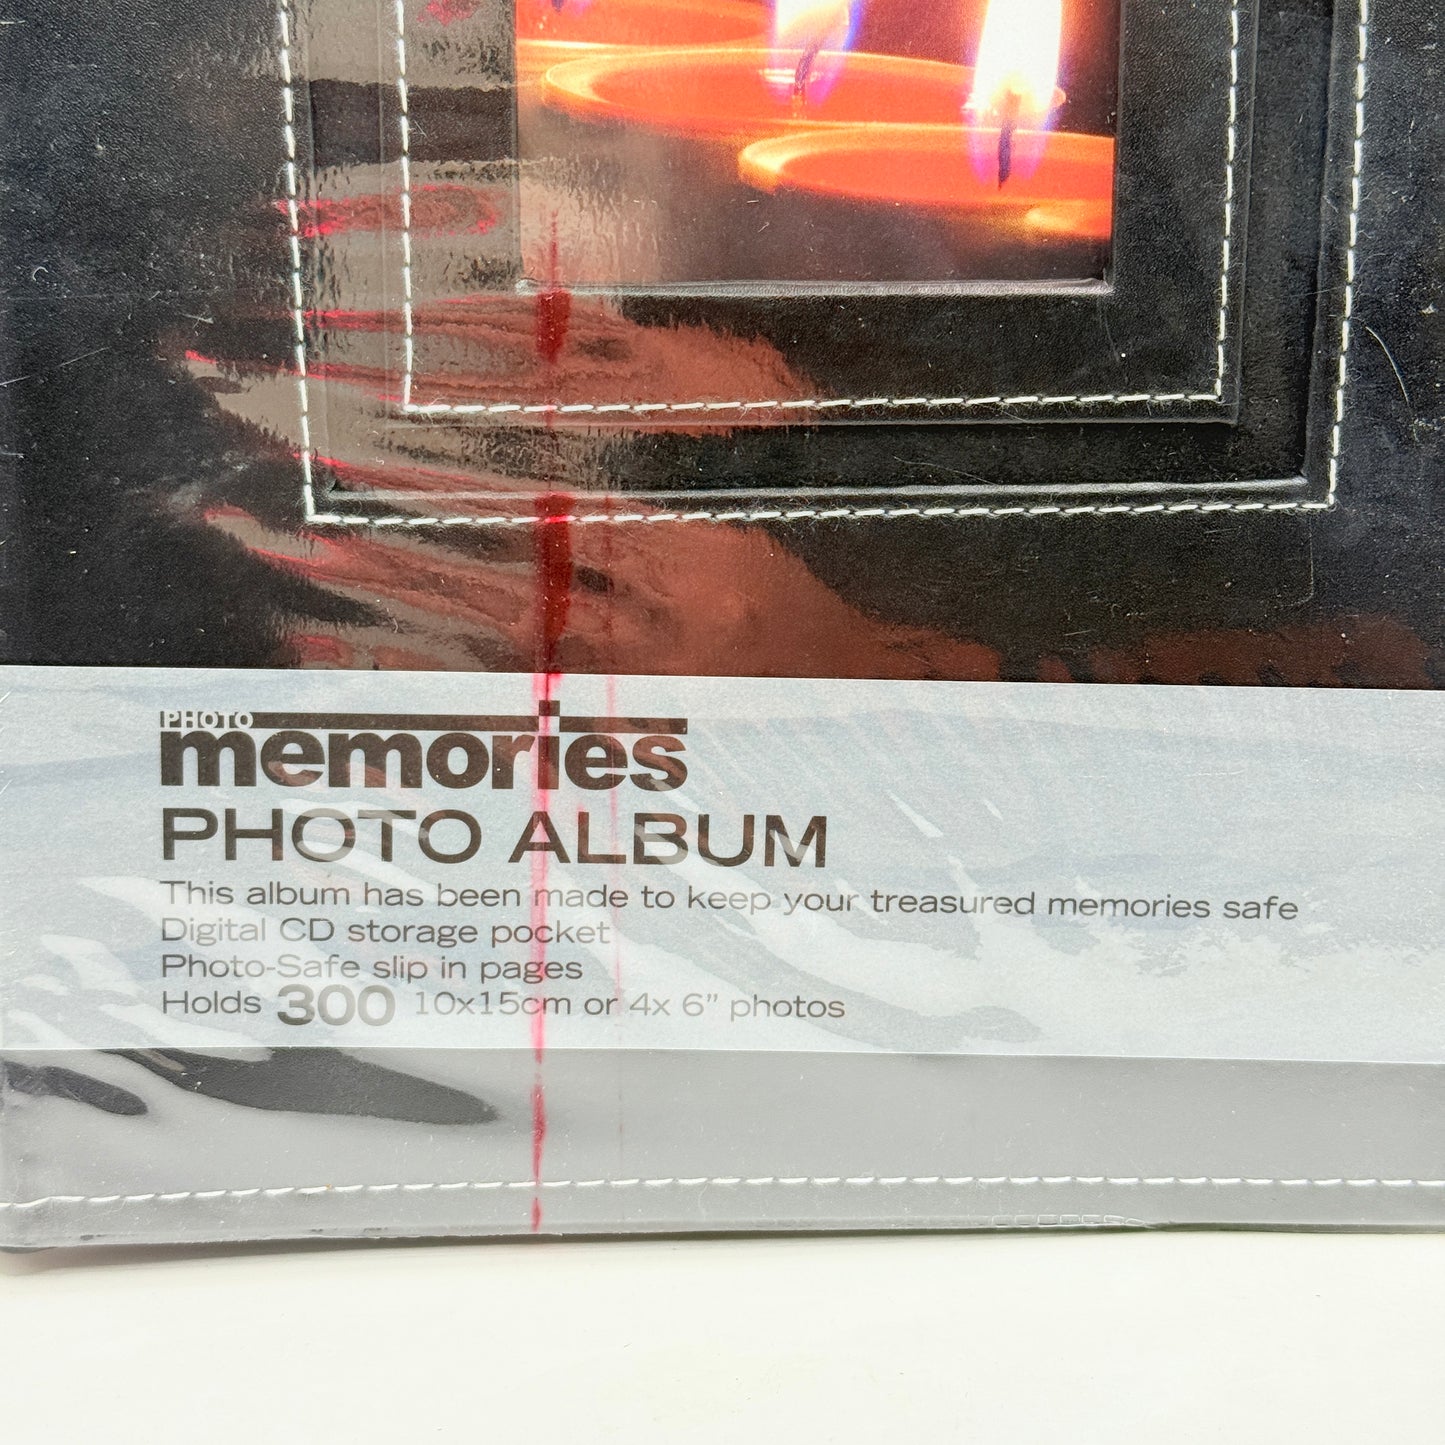 PHOTO
memories
PHOTO ALBUM
This album has been made to keep your treasured memories safe
Digital CD storage pocket
Photo-Safe slip in pages
Holds 300 10x15cm or 4x 6” photos